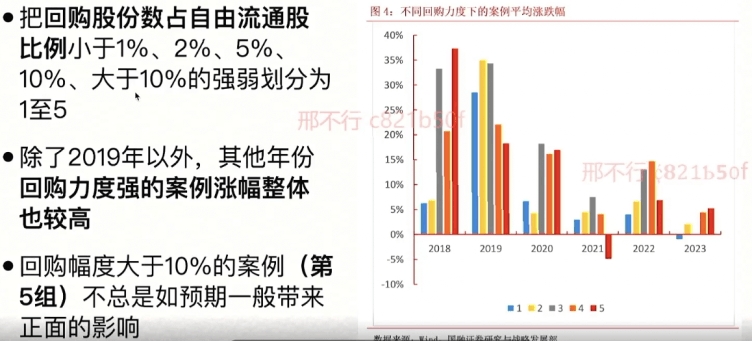 ●把回购股份数占自由流通股
比例小于1%、2%、5%、
10%、大于10%的强弱划分为
1至5
●除了2019年以外，其他年份
回购力度强的案例涨幅整体
也较高
●回购幅度大于10%的案例（第
5组）不总是如预期一般带来
正面的影响
图 4：不同回购力度下的案例平均涨跌幅
40%
35%
30%
25%
20%
15%
10%
5%
0%
-5%
-10%
2018 2019 2020 2021 2022 2023
1 2 3 4 5
邢不行 c821b50f
邢不行 c821b50f
数据来源：Wind，国融证券研究与战略发展部